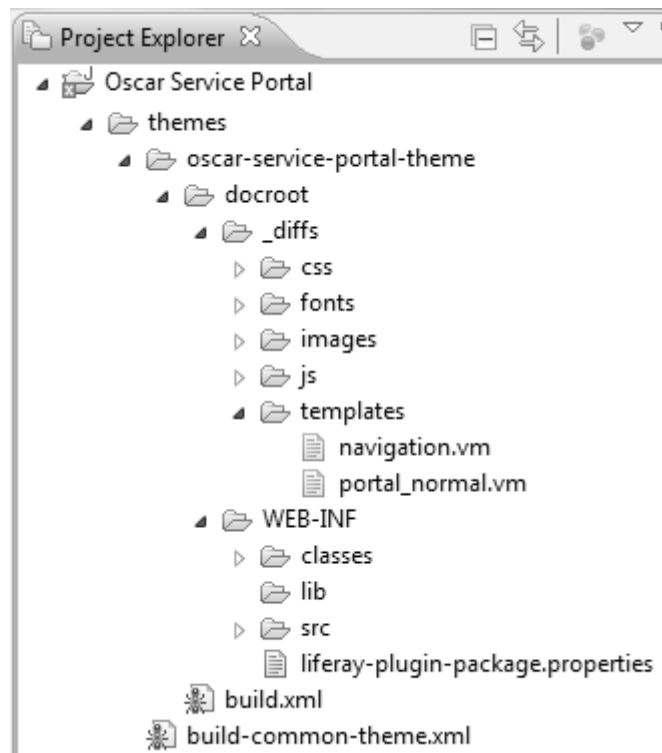 Project Explorer
Oscar Service Portal
themes
oscar-service-portal-theme
docroot
_diffs
css
fonts
images
js
templates
navigation.vm
portal_normal.vm
WEB-INF
classes
lib
src
liferay-plugin-package.properties
build.xml
build-common-theme.xml